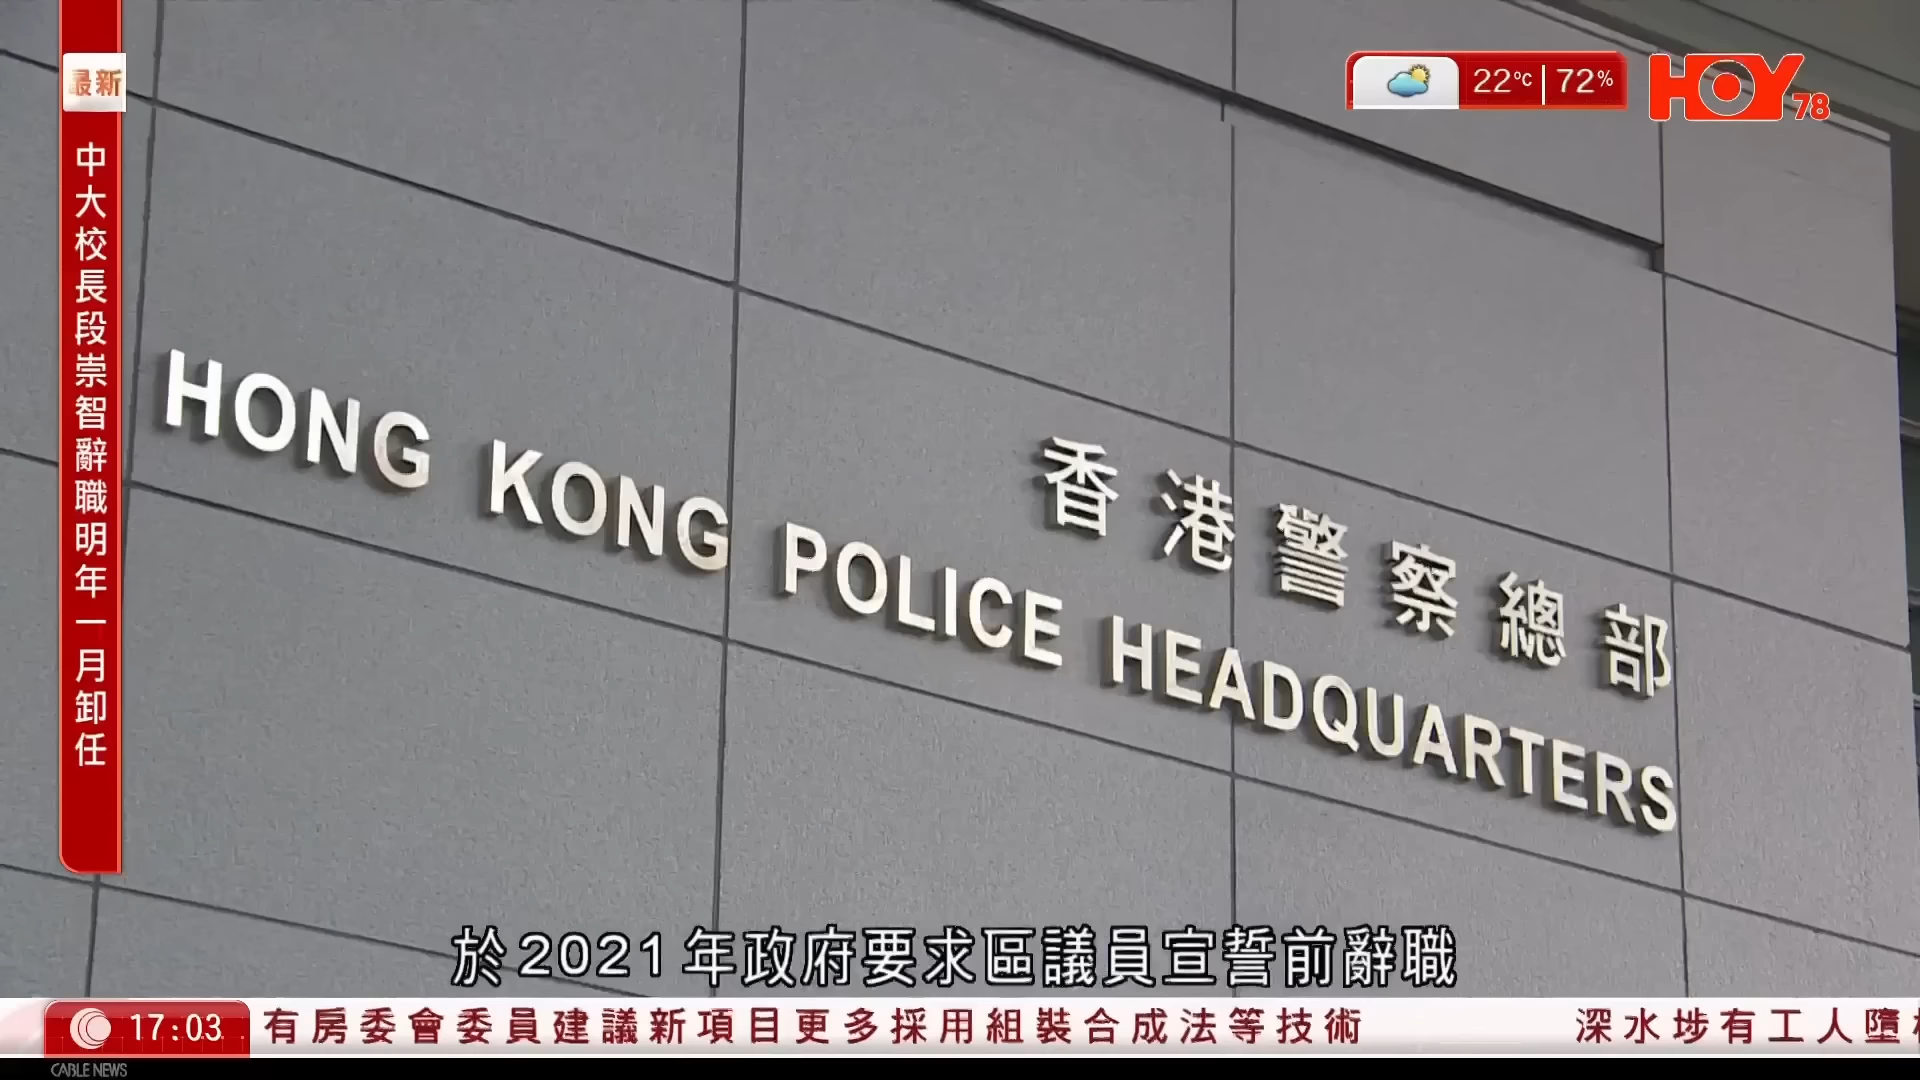 最新
中大校長段崇智辭職明年一月卸任
22°C | 72%
HOY 78
香港警察總部
HONG KONG POLICE HEADQUARTERS
於2021年政府要求區議員宣誓前辭職
17:03 有房委會委員建議新項目更多採用組裝合成法等技術 深水埗有工人墮
CABLE NEWS